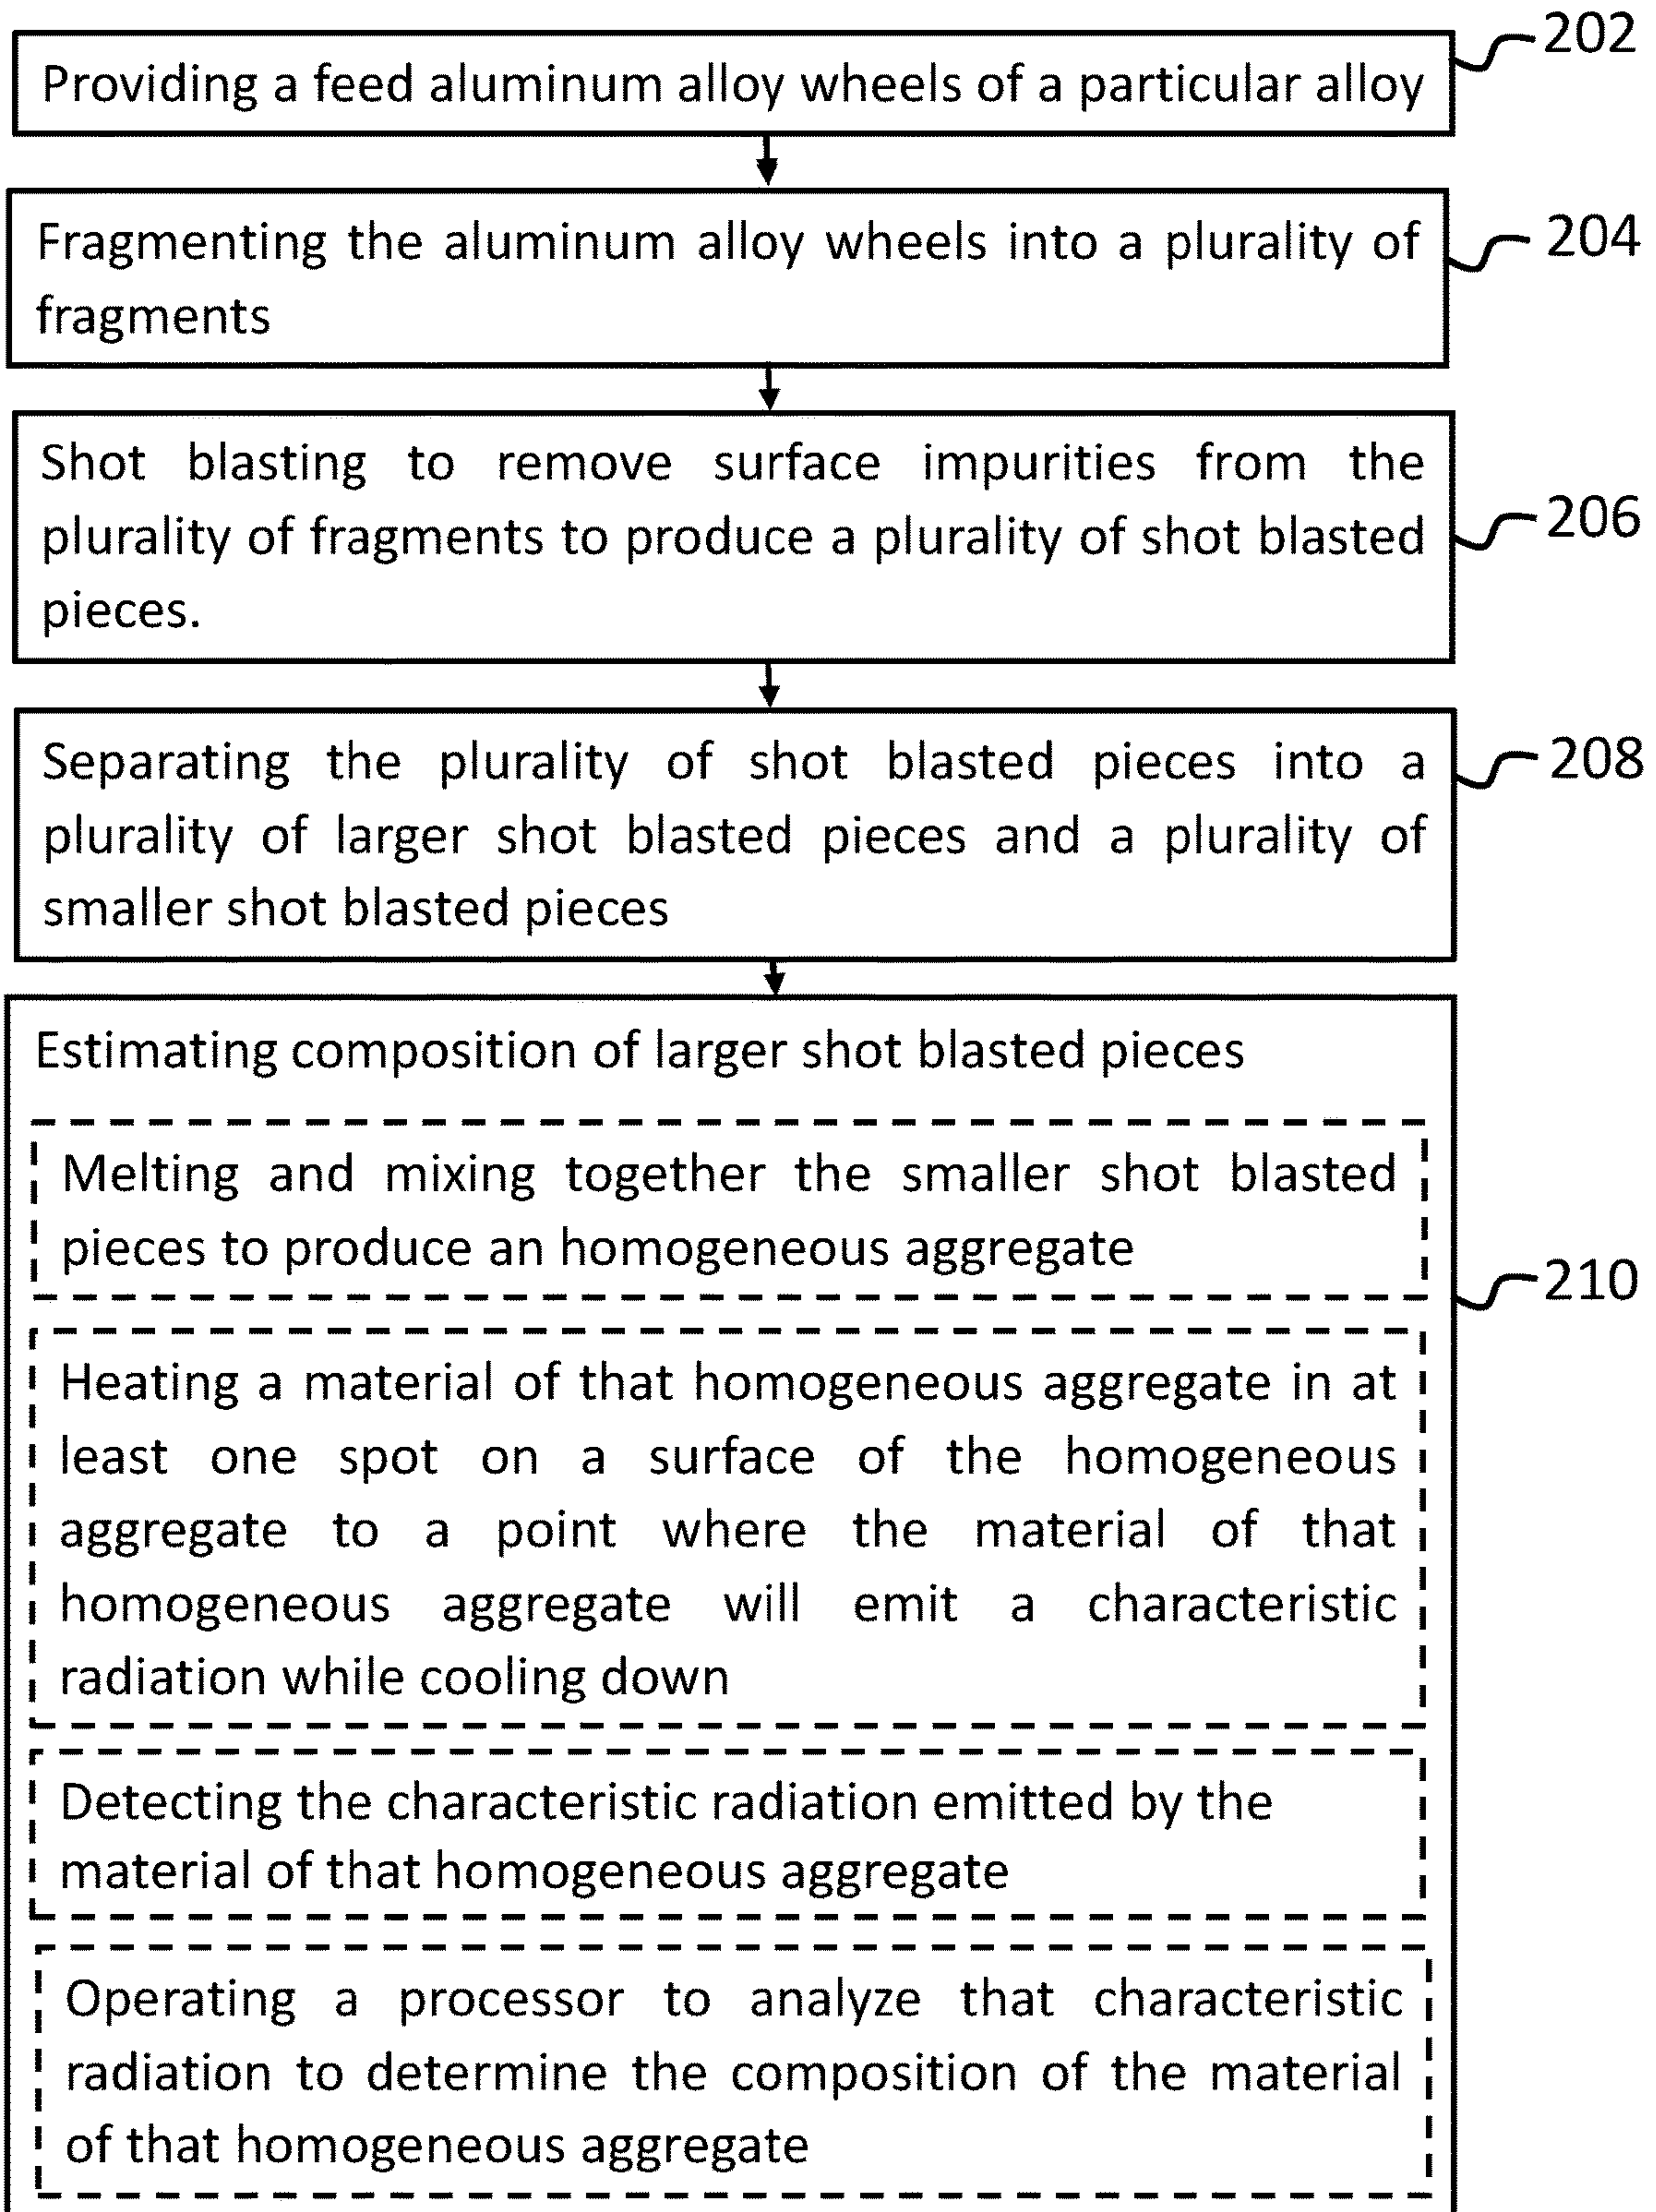 202
Providing a feed aluminum alloy wheels of a particular alloy
204
Fragmenting the aluminum alloy wheels into a plurality of
fragments
Shot blasting to remove surface impurities from the
206
plurality of fragments to produce a plurality of shot blasted
pieces.
208
Separating the plurality of shot blasted pieces into a
plurality of larger shot blasted pieces and a plurality of
smaller shot blasted pieces
Estimating composition of larger shot blasted pieces
Melting and mixing together the smaller shot blasted
pieces to produce an homogeneous aggregate
210
Heating a material of that homogeneous aggregate in at
least one spot on a surface of the homogeneous
aggregate to a point where the material of that
homogeneous aggregate will emit a characteristic
radiation while cooling down
Detecting the characteristic radiation emitted by the
material of that homogeneous aggregate
Operating a processor to analyze that characteristic
radiation to determine the composition of the material
of that homogeneous aggregate